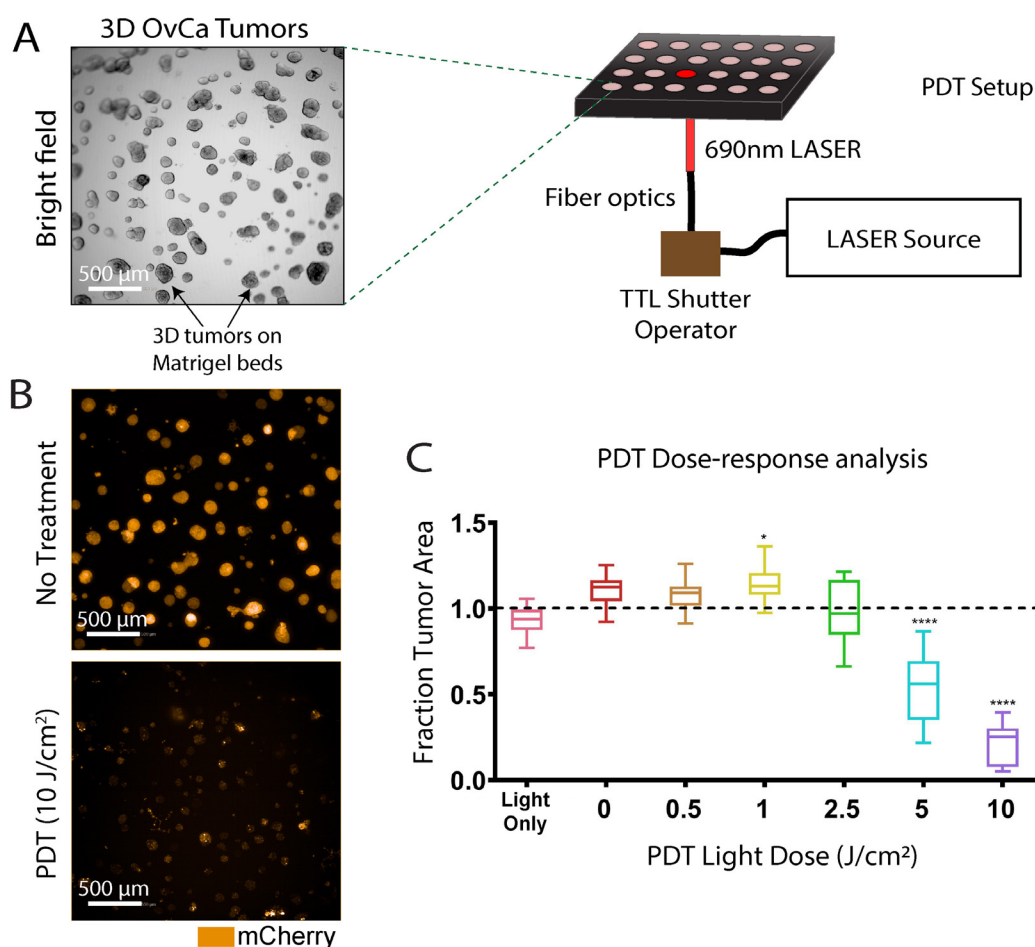 A
3D OvCa Tumors
Bright field
500 µm
3D tumors on
Matrigel beds
PDT Setup
690nm LASER
Fiber optics
LASER Source
TTL Shutter
Operator
B
No Treatment
500 µm
PDT (10 J/cm²)
500 µm
mCherry
C
PDT Dose-response analysis
Fraction Tumor Area
1.5
1.0
0.5
0.0
*
****
****
Light
Only
0
0.5
1
2.5
5
10
PDT Light Dose (J/cm²)